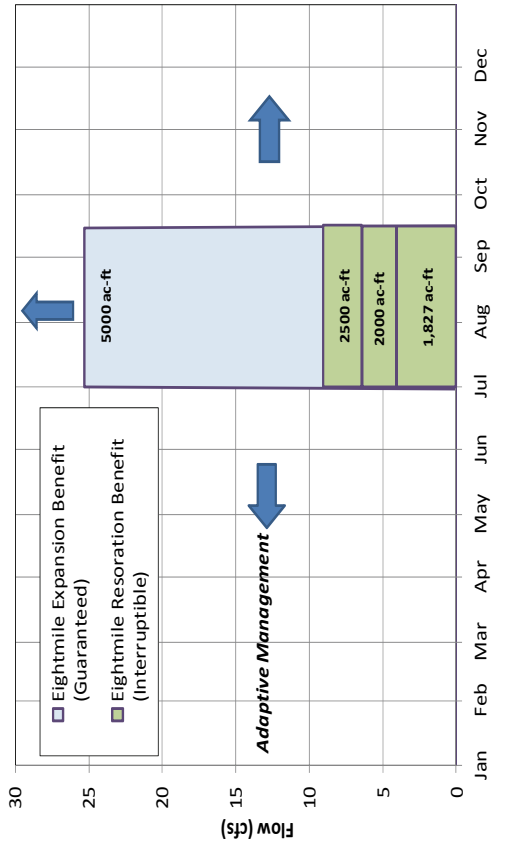 30
25
20
15
10
5
0
Flow (cfs)
Jan
Feb
Mar
Apr
May
Jun
Jul
Aug
Sep
Oct
Nov
Dec
Eightmile Expansion Benefit
(Guaranteed)
Eightmile Resoration Benefit
(Interruptible)
Adaptive Management
5000 ac-ft
2500 ac-ft
2000 ac-ft
1,827 ac-ft